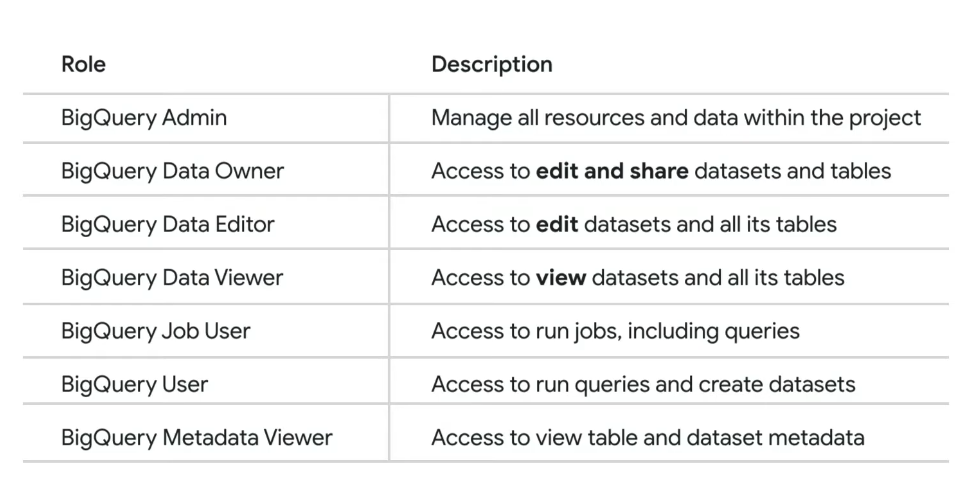 Role Description
BigQuery Admin Manage all resources and data within the project
BigQuery Data Owner Access to edit and share datasets and tables
BigQuery Data Editor Access to edit datasets and all its tables
BigQuery Data Viewer Access to view datasets and all its tables
BigQuery Job User Access to run jobs, including queries
BigQuery User Access to run queries and create datasets
BigQuery Metadata Viewer Access to view table and dataset metadata